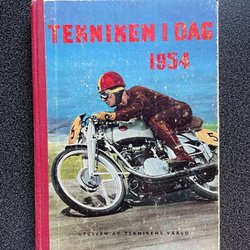 TEKNIKEN I DAG
1954
UTGIVEN AV TEKNIKENS VÄRLD